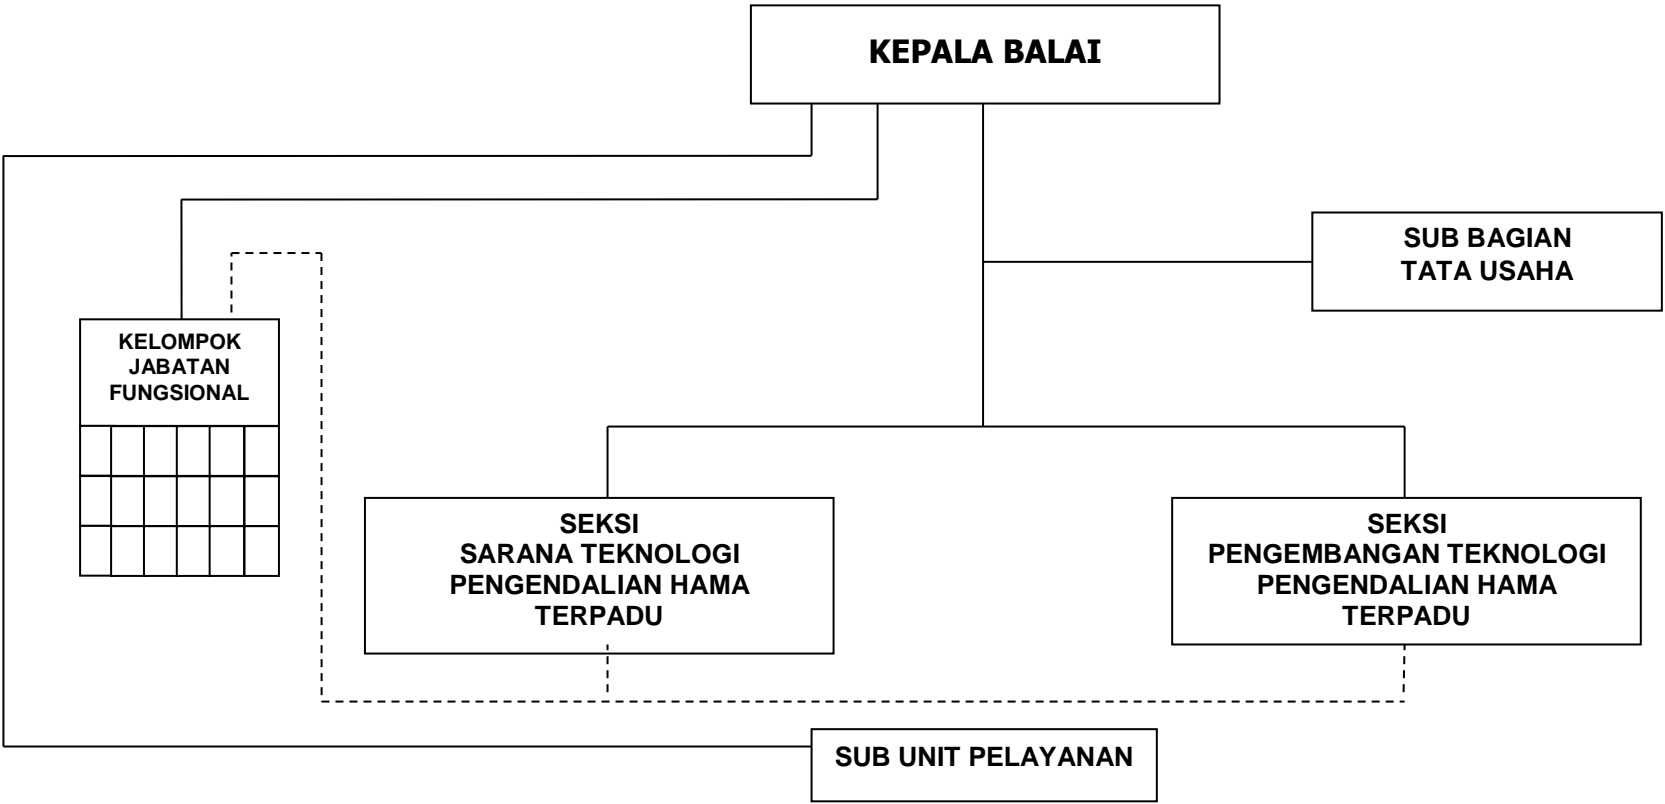 KEPALA BALAI
SUB BAGIAN
TATA USAHA
KELOMPOK
JABATAN
FUNGSIONAL
SEKSI
SARANA TEKNOLOGI
PENGENDALIAN HAMA
TERPADU
SEKSI
PENGEMBANGAN TEKNOLOGI
PENGENDALIAN HAMA
TERPADU
SUB UNIT PELAYANAN